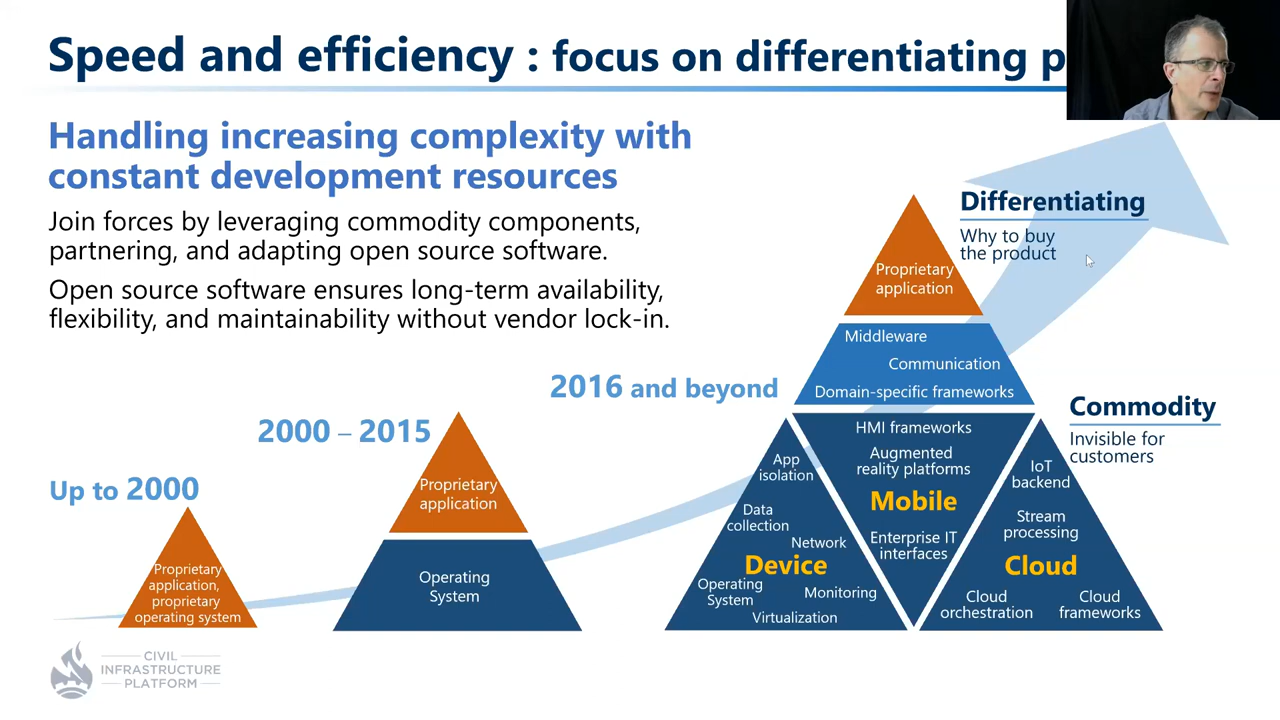 Speed and efficiency : focus on differentiating p
Handling increasing complexity with
constant development resources
Join forces by leveraging commodity components,
partnering, and adapting open source software.
Open source software ensures long-term availability,
flexibility, and maintainability without vendor lock-in.
Up to 2000
Proprietary
application,
proprietary
operating system
2000 – 2015
Proprietary
application
Operating
System
2016 and beyond
Proprietary
application
Middleware
Communication
Domain-specific frameworks
Differentiating
Why to buy
the product
Commodity
Invisible for
customers
App
isolation
Data
collection
Network
Device
Operating
System
Monitoring
Virtualization
HMI frameworks
Augmented
reality platforms
Mobile
Enterprise IT
interfaces
IoT
backend
Stream
processing
Cloud
Cloud
orchestration
Cloud
frameworks
CIVIL
INFRASTRUCTURE
PLATFORM